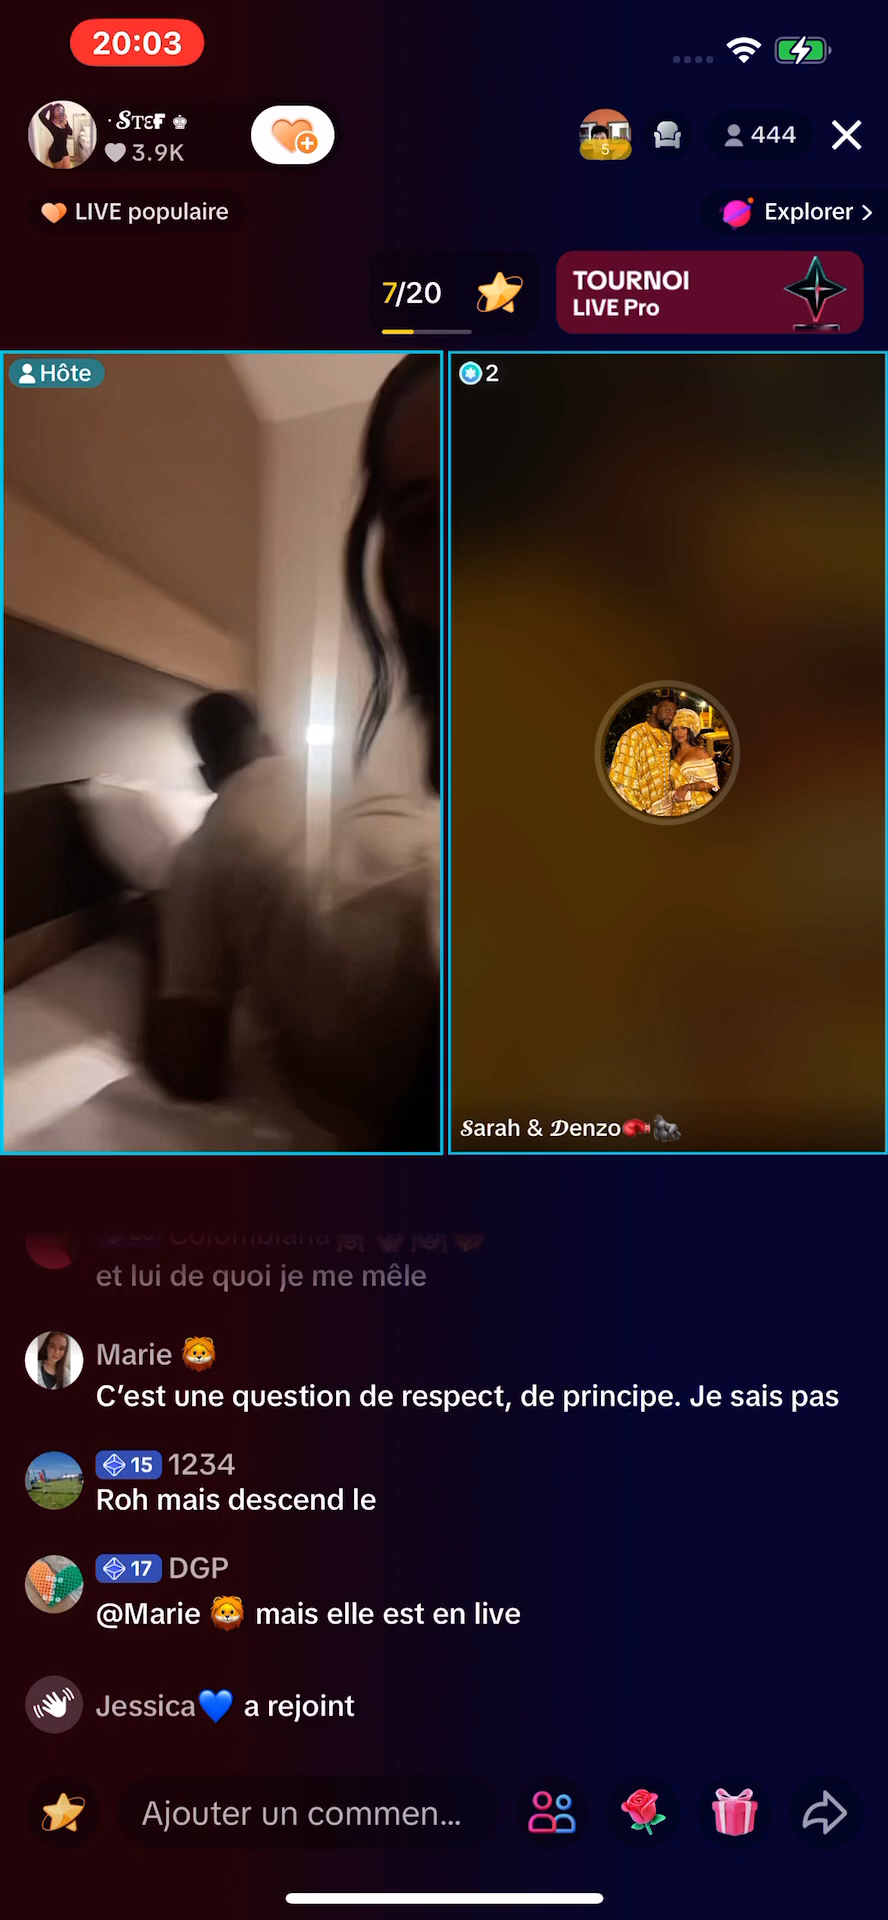 20:03
· Sᴛɛғ ♚
3.9K
5
444
LIVE populaire
Explorer >
7/20
TOURNOI
LIVE Pro
Hôte
2
Sarah & Denzo🥊🦍
Colombiana
et lui de quoi je me mêle
Marie 🦁
C’est une question de respect, de principe. Je sais pas
15 1234
Roh mais descend le
17 DGP
@Marie 🦁 mais elle est en live
Jessica💙 a rejoint
Ajouter un commen...